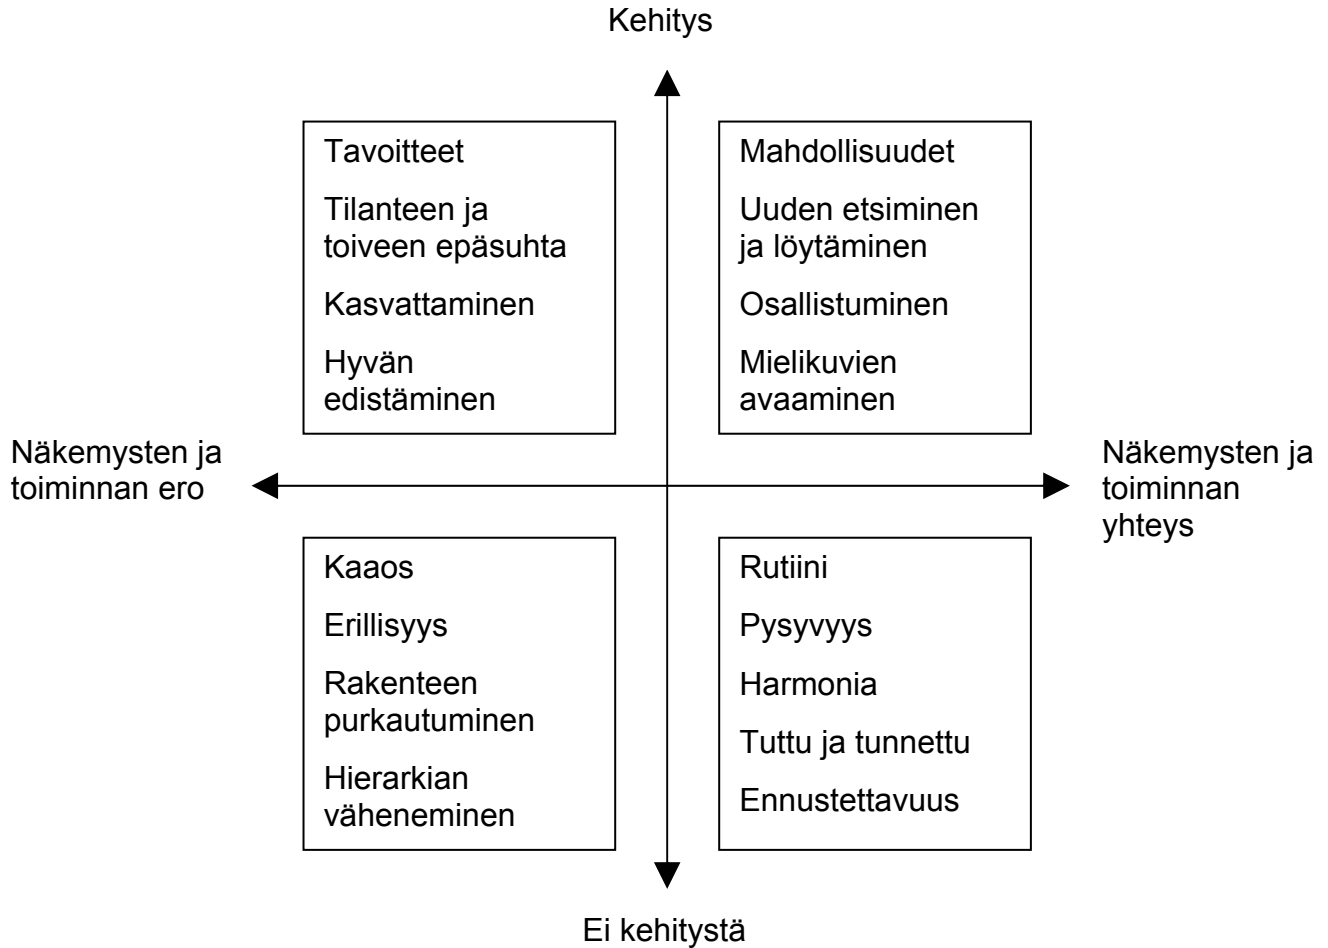 Kehitys
Tavoitteet
Tilanteen ja
toiveen epäsuhta
Kasvattaminen
Hyvän
edistäminen
Mahdollisuudet
Uuden etsiminen
ja löytäminen
Osallistuminen
Mielikuvien
avaaminen
Näkemysten ja
toiminnan ero
Näkemysten ja
toiminnan
yhteys
Kaaos
Erillisyys
Rakenteen
purkautuminen
Hierarkian
väheneminen
Rutiini
Pysyvyys
Harmonia
Tuttu ja tunnettu
Ennustettavuus
Ei kehitystä